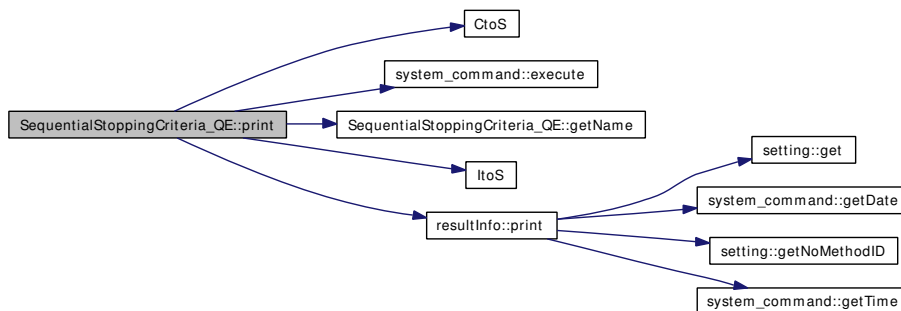 CtoS
system_command::execute
SequentialStoppingCriteria_QE::print
SequentialStoppingCriteria_QE::getName
ItoS
resultInfo::print
setting::get
system_command::getDate
setting::getNoMethodID
system_command::getTime